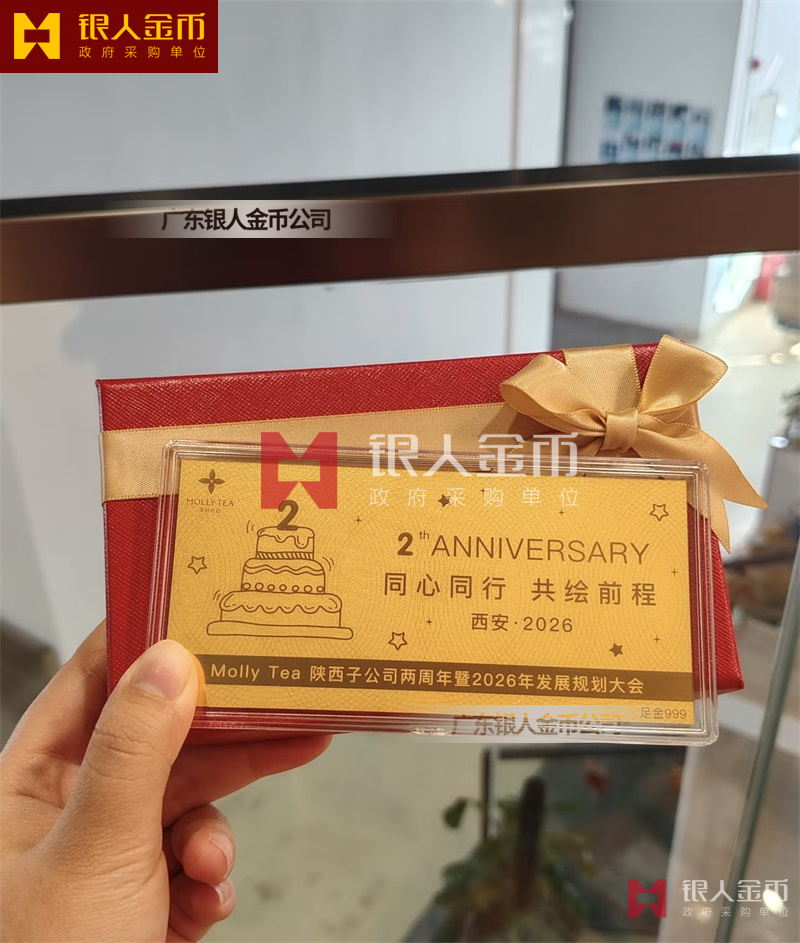 银人金币
政府采购单位
广东银人金币公司
银人金币
政府采购单位
MOLLY TEA
2
2th ANNIVERSARY
同心同行 共绘前程
西安·2026
Molly Tea 陕西子公司两周年暨2026年发展规划大会
足金999
广东银人金币公司
银人金币
政府采购单位